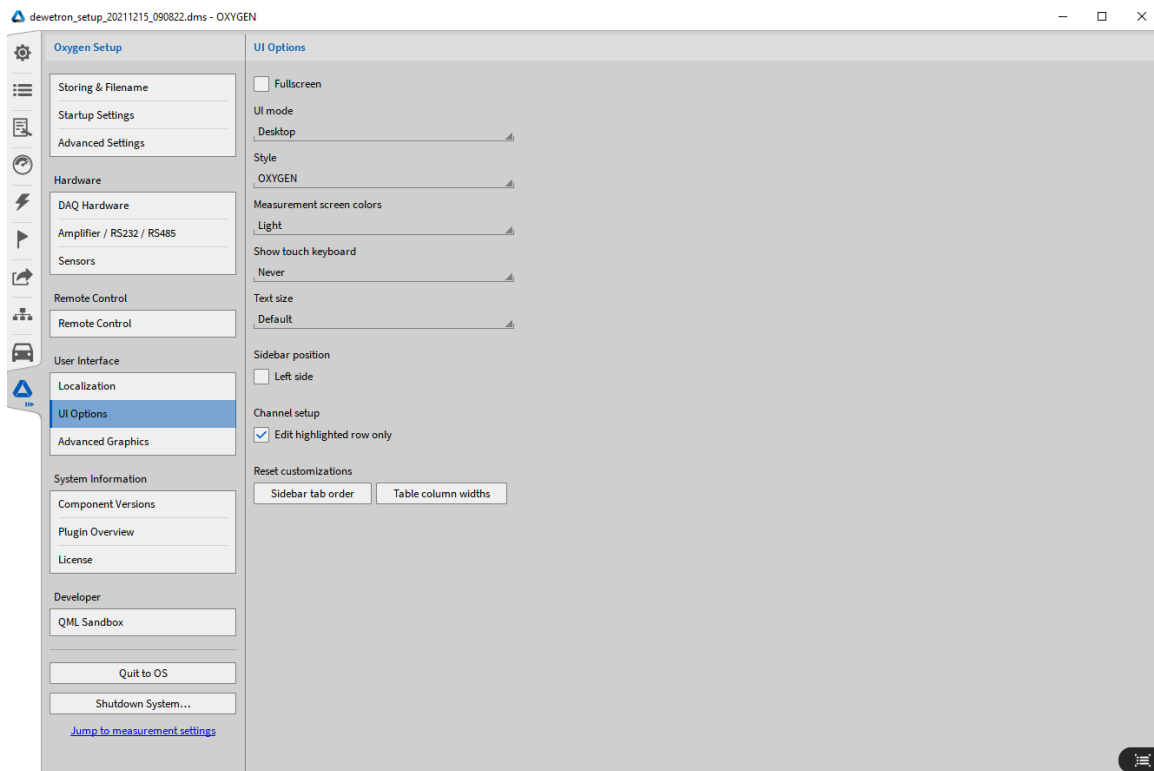 dewetron_setup_20211215_090822.dms - OXYGEN
Oxygen Setup
Storing & Filename
Startup Settings
Advanced Settings
Hardware
DAQ Hardware
Amplifier / RS232 / RS485
Sensors
Remote Control
Remote Control
User Interface
Localization
UI Options
Advanced Graphics
System Information
Component Versions
Plugin Overview
License
Developer
QML Sandbox
Quit to OS
Shutdown System...
Jump to measurement settings
UI Options
Fullscreen
UI mode
Desktop
Style
OXYGEN
Measurement screen colors
Light
Show touch keyboard
Never
Text size
Default
Sidebar position
Left side
Channel setup
Edit highlighted row only
Reset customizations
Sidebar tab order Table column widths